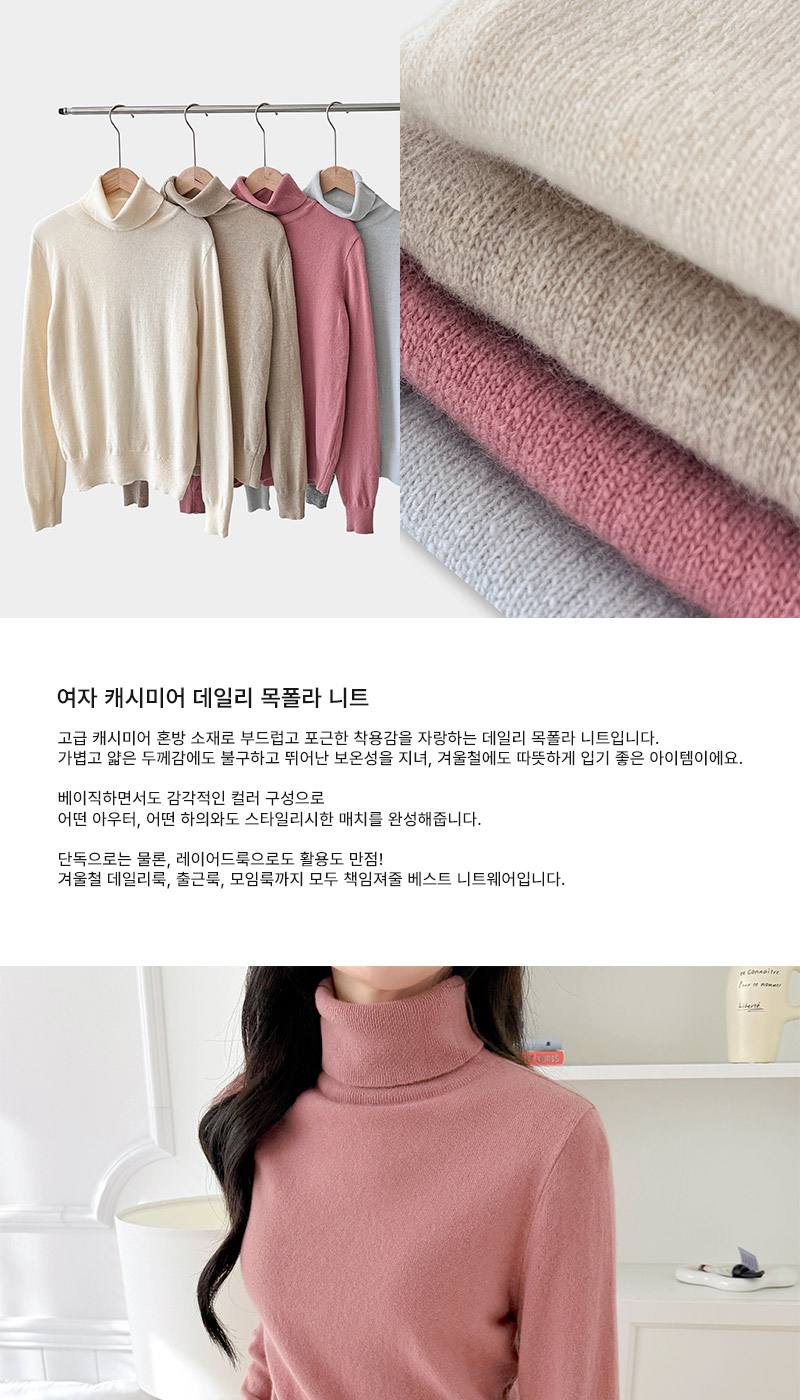 여자 캐시미어 데일리 목폴라 니트
고급 캐시미어 혼방 소재로 부드럽고 포근한 착용감을 자랑하는 데일리 목폴라 니트입니다.
가볍고 얇은 두께감에도 불구하고 뛰어난 보온성을 지녀, 겨울철에도 따뜻하게 입기 좋은 아이템이에요.
베이직하면서도 감각적인 컬러 구성으로
어떤 아우터, 어떤 하의와도 스타일리시한 매치를 완성해줍니다.
단독으로는 물론, 레이어드룩으로도 활용도 만점!
겨울철 데일리룩, 출근룩, 모임룩까지 모두 책임져줄 베스트 니트웨어입니다.
se connaître
Pour se nommer
Liberté